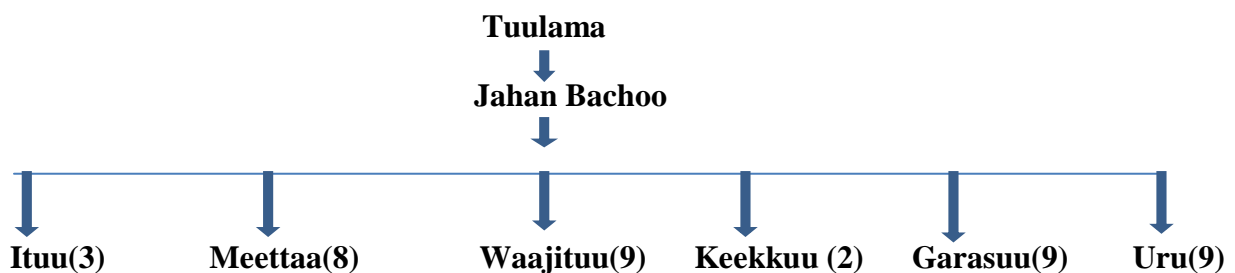 Tuulama
Jahan Bachoo
Ituu(3) Meettaa(8) Waajituu(9) Keekkuu (2) Garasuu(9) Uru(9)